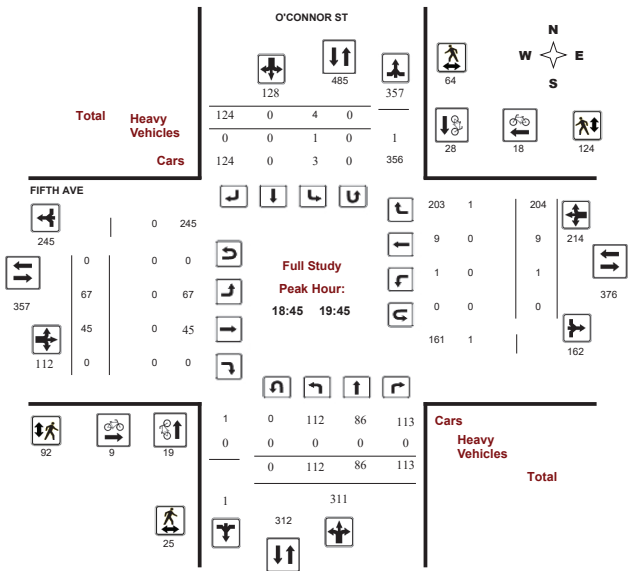 O'CONNOR ST
N
W E
S
485
64
128 357
Total Heavy Vehicles Cars
124 0 4 0
0 0 1 0 1
124 0 3 0 356
28 18 124
FIFTH AVE
245
0 245
203 1 204
214
9 0 9
357
0 0 0
67 0 67
45 0 45
0 0 0
112
Full Study
Peak Hour:
18:45 19:45
1 0 1
376
0 0 0
161 1
162
92 9 19
1 0 112 86 113
0 0 0 0 0
0 112 86 113
Cars
Heavy
Vehicles
Total
1 311
312
25